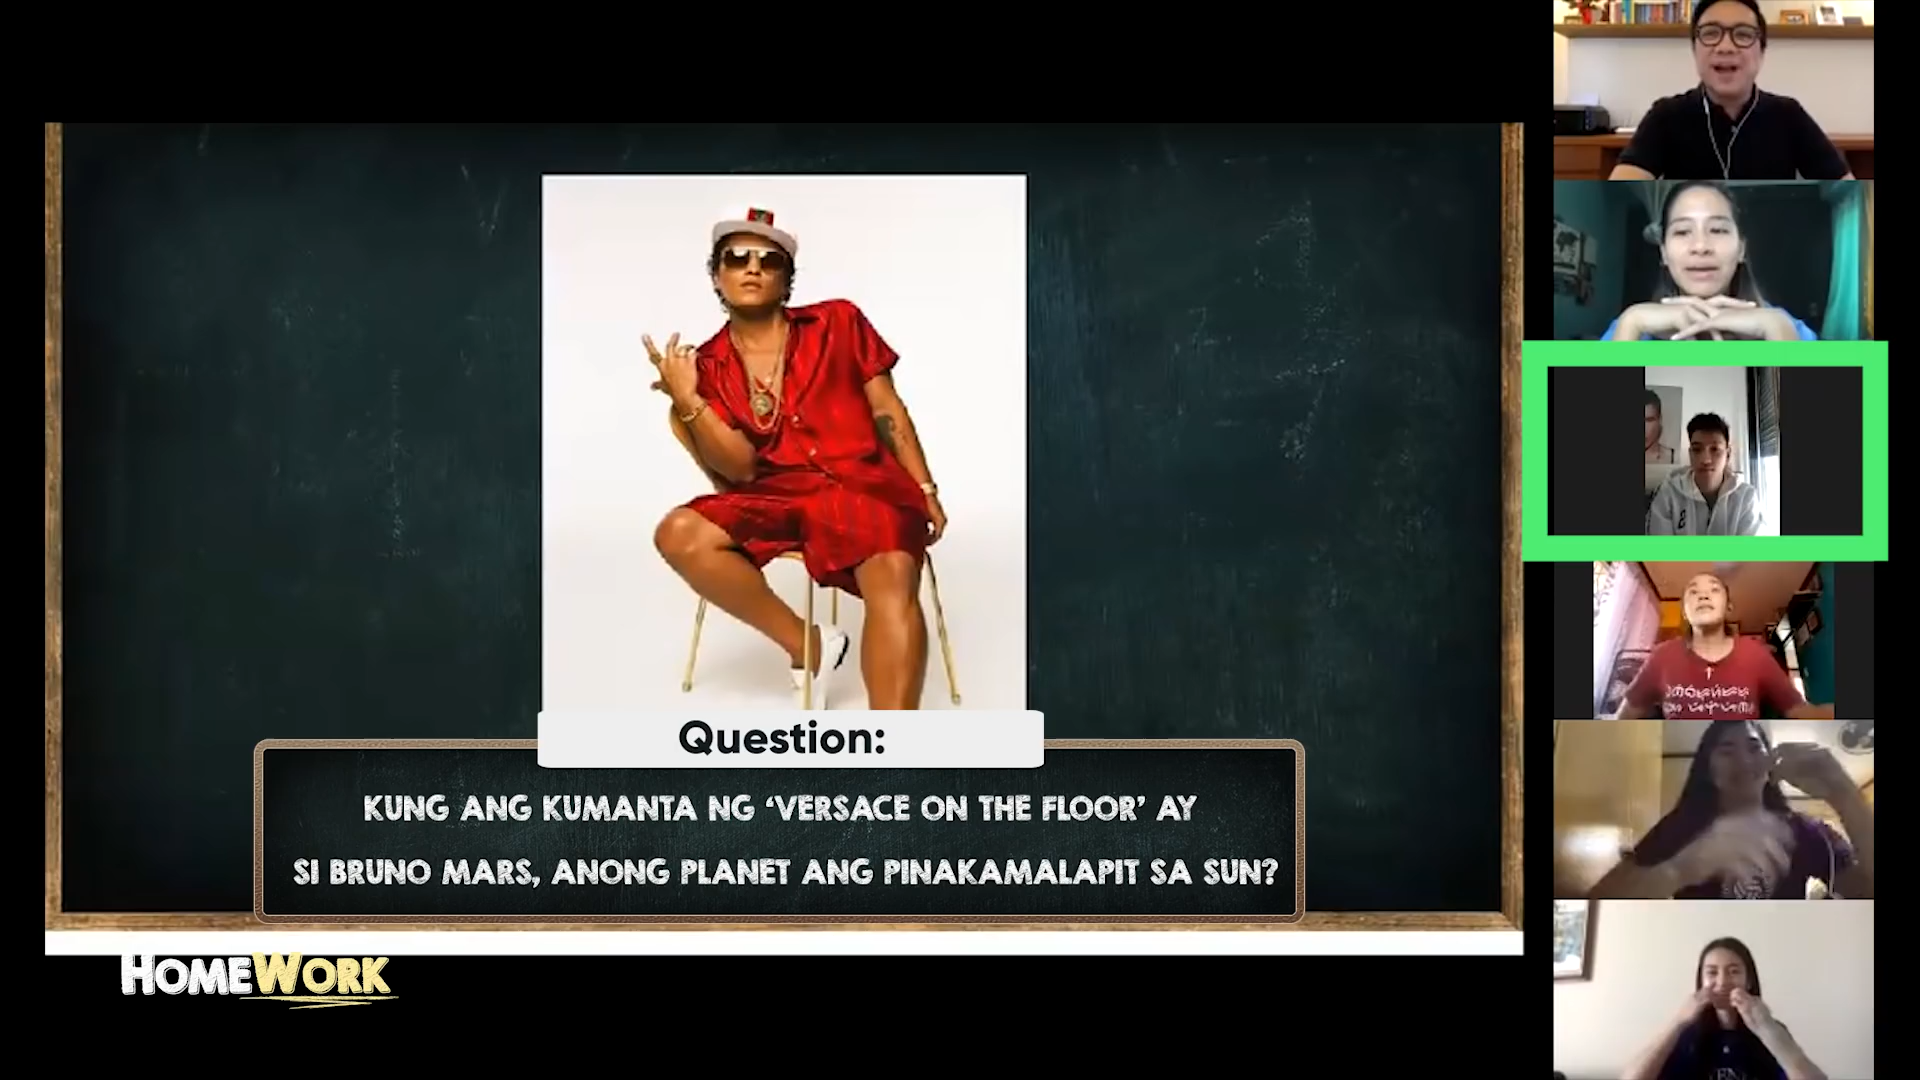 Question:
KUNG ANG KUMANTA NG ‘VERSACE ON THE FLOOR’ AY
SI BRUNO MARS, ANONG PLANET ANG PINAKAMALAPIT SA SUN?
HOMEWORK